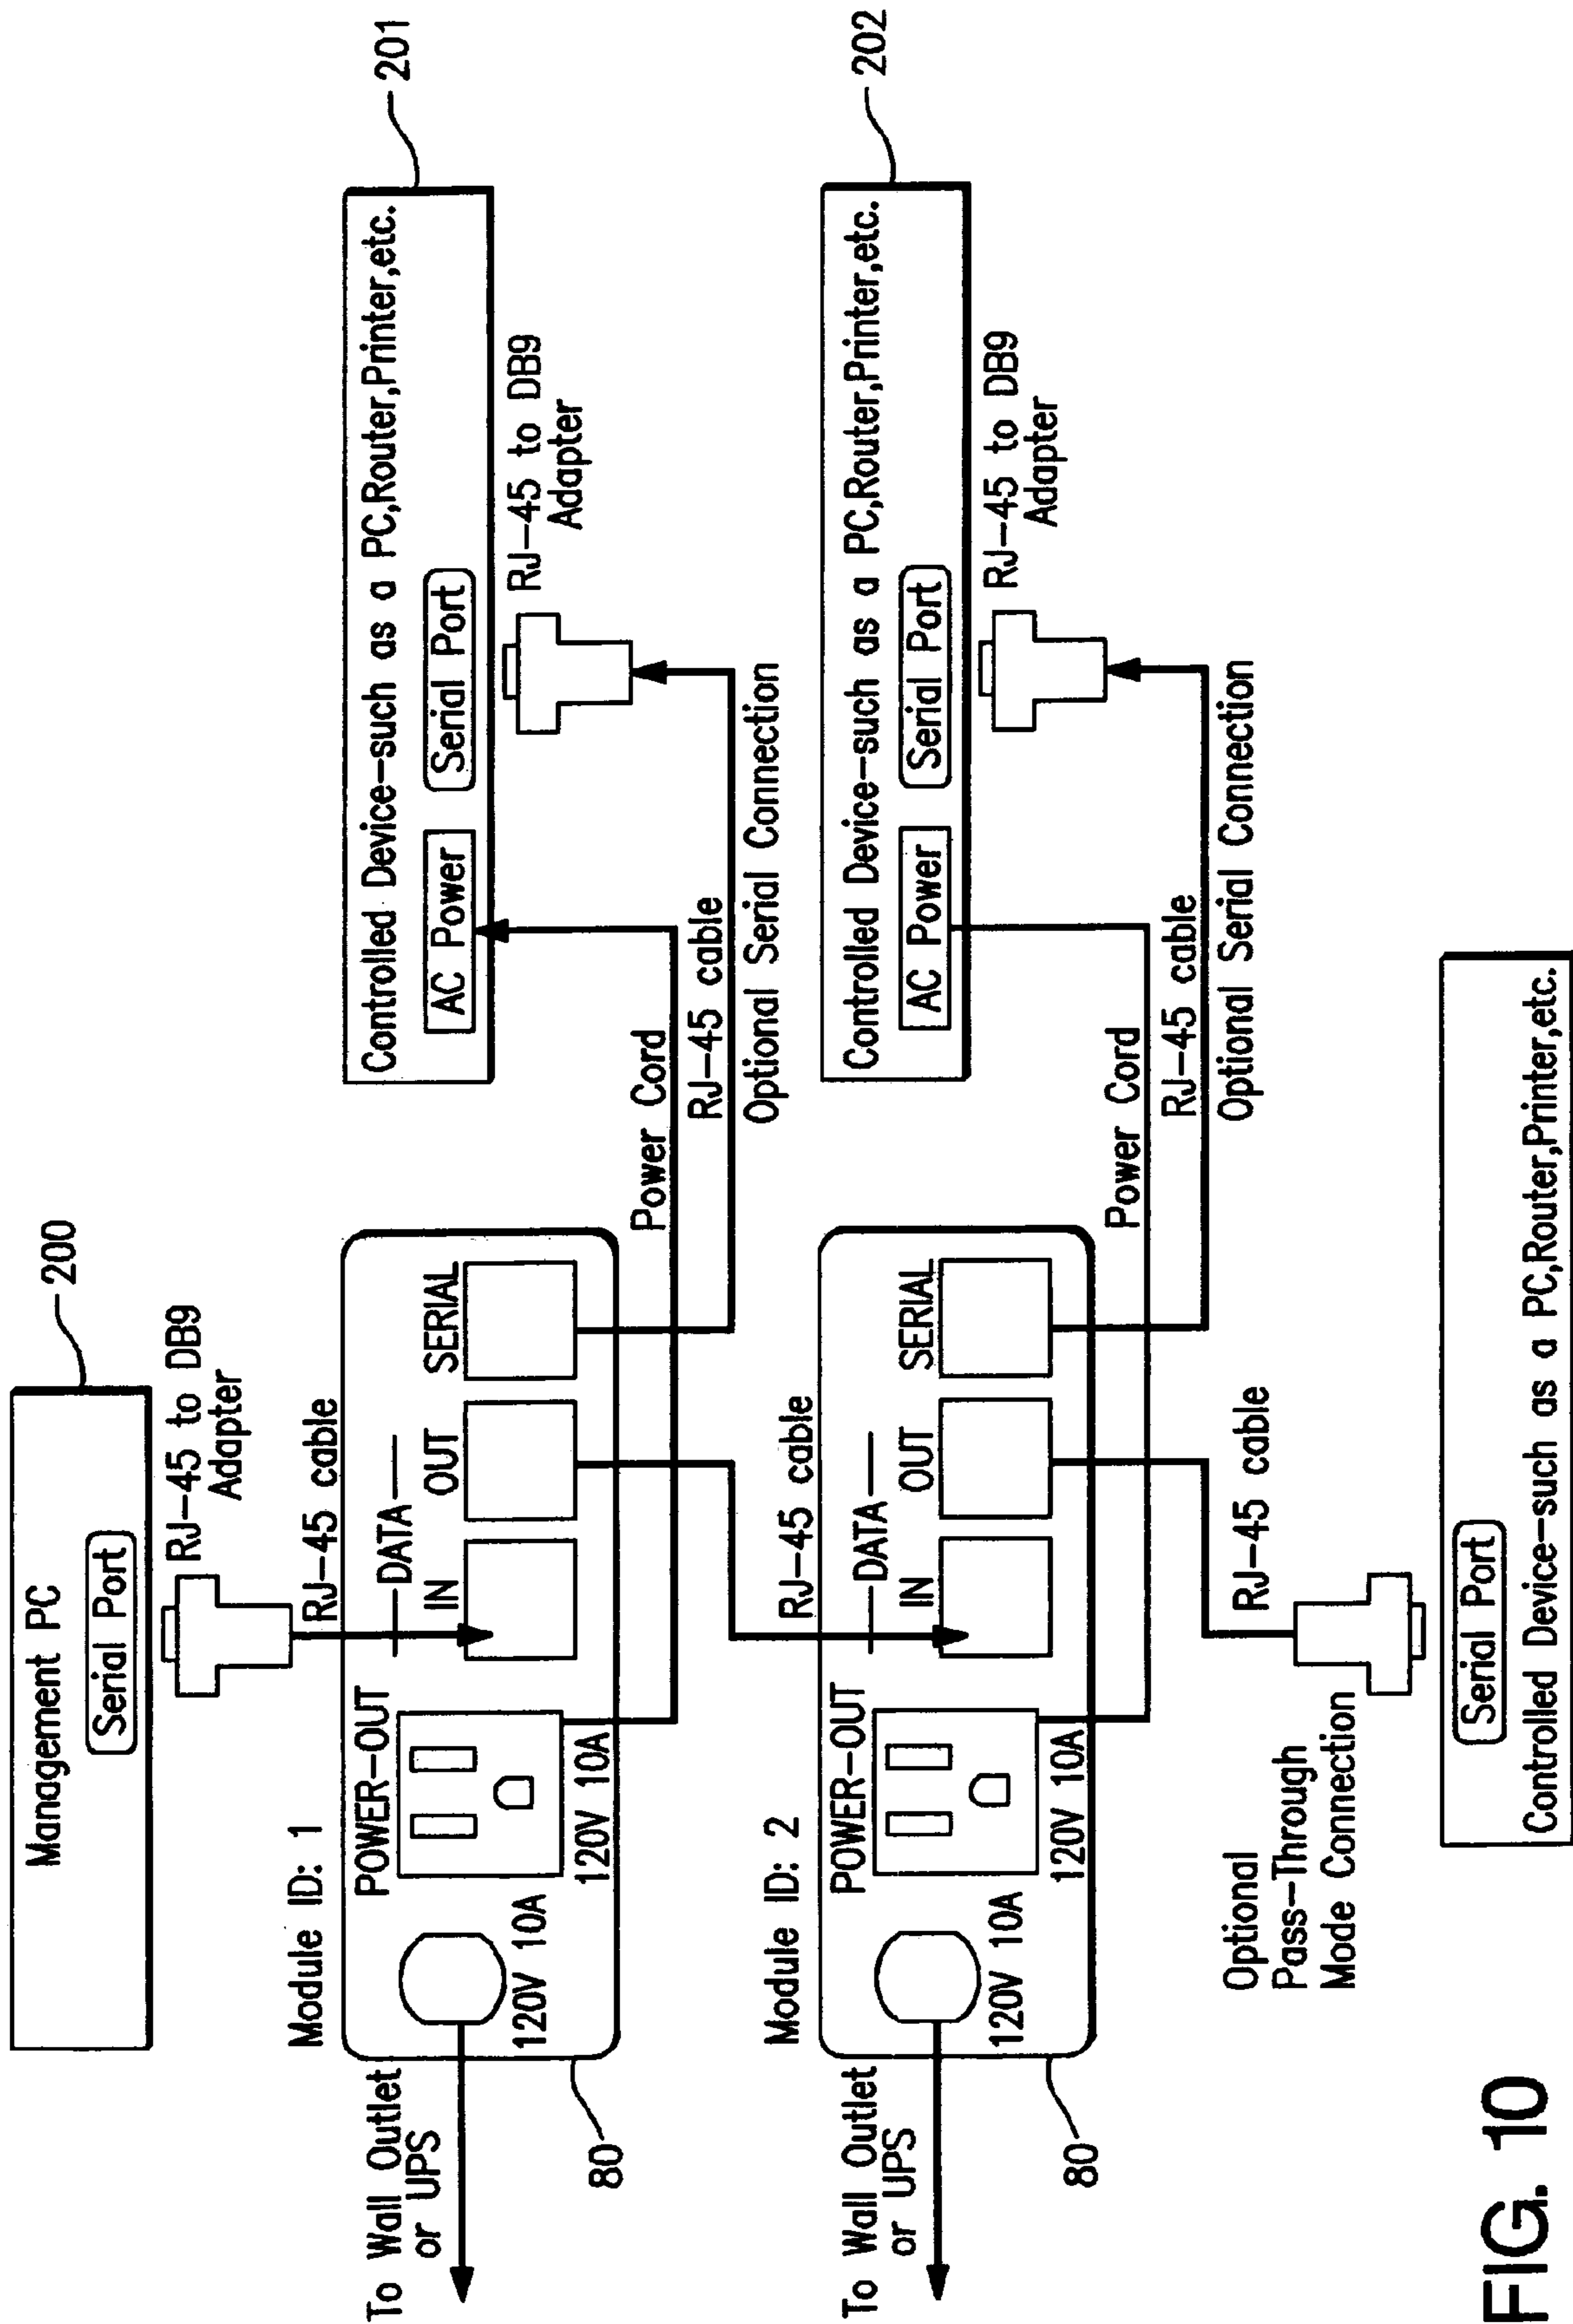 Management PC
Serial Port
200
RJ-45 to DB9
Adapter
RJ-45 cable
Module ID: 1
POWER-OUT
DATA
IN
OUT
SERIAL
120V 10A
120V 10A
To Wall Outlet
or UPS
80
Power Cord
RJ-45 cable
Optional Serial Connection
Controlled Device-such as a PC,Router,Printer,etc.
AC Power
Serial Port
201
RJ-45 to DB9
Adapter
RJ-45 cable
Module ID: 2
POWER-OUT
DATA
IN
OUT
SERIAL
120V 10A
120V 10A
To Wall Outlet
or UPS
80
Power Cord
RJ-45 cable
Optional Serial Connection
Controlled Device-such as a PC,Router,Printer,etc.
AC Power
Serial Port
202
RJ-45 to DB9
Adapter
Optional
Pass-Through
Mode Connection
RJ-45 cable
Serial Port
Controlled Device-such as a PC,Router,Printer,etc.
FIG. 10